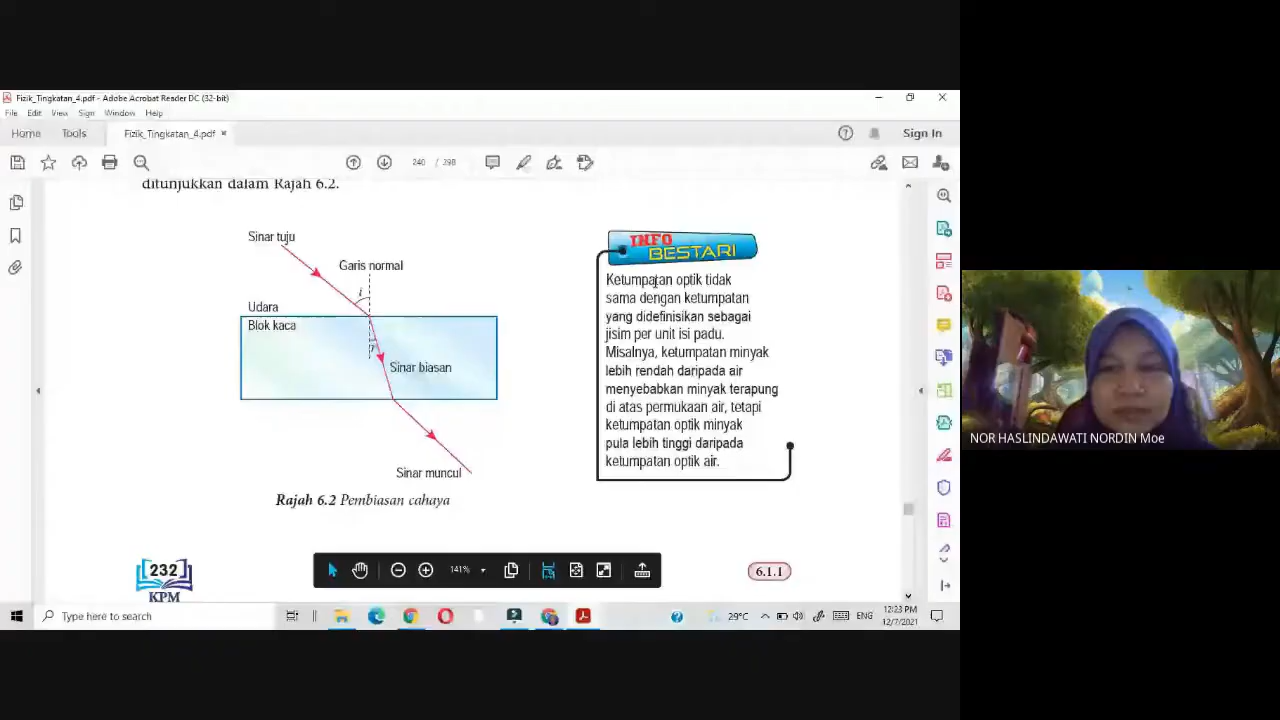 Fizik_Tingkatan_4.pdf - Adobe Acrobat Reader DC (32-bit)
File Edit View Sign Window Help
Home Tools Fizik_Tingkatan_4.pdf × Sign In
240 / 298
ditunjukkan dalam Rajah 6.2.
Sinar tuju
Garis normal
i
Udara
Blok kaca
r
Sinar biasan
Sinar muncul
Rajah 6.2 Pembiasan cahaya
INFO
BESTARI
Ketumpatan optik tidak
sama dengan ketumpatan
yang didefinisikan sebagai
jisim per unit isi padu.
Misalnya, ketumpatan minyak
lebih rendah daripada air
menyebabkan minyak terapung
di atas permukaan air, tetapi
ketumpatan optik minyak
pula lebih tinggi daripada
ketumpatan optik air.
232
KPM
141%
6.1.1
Type here to search
29°C ENG
12:23 PM
12/7/2021
NOR HASLINDAWATI NORDIN Moe